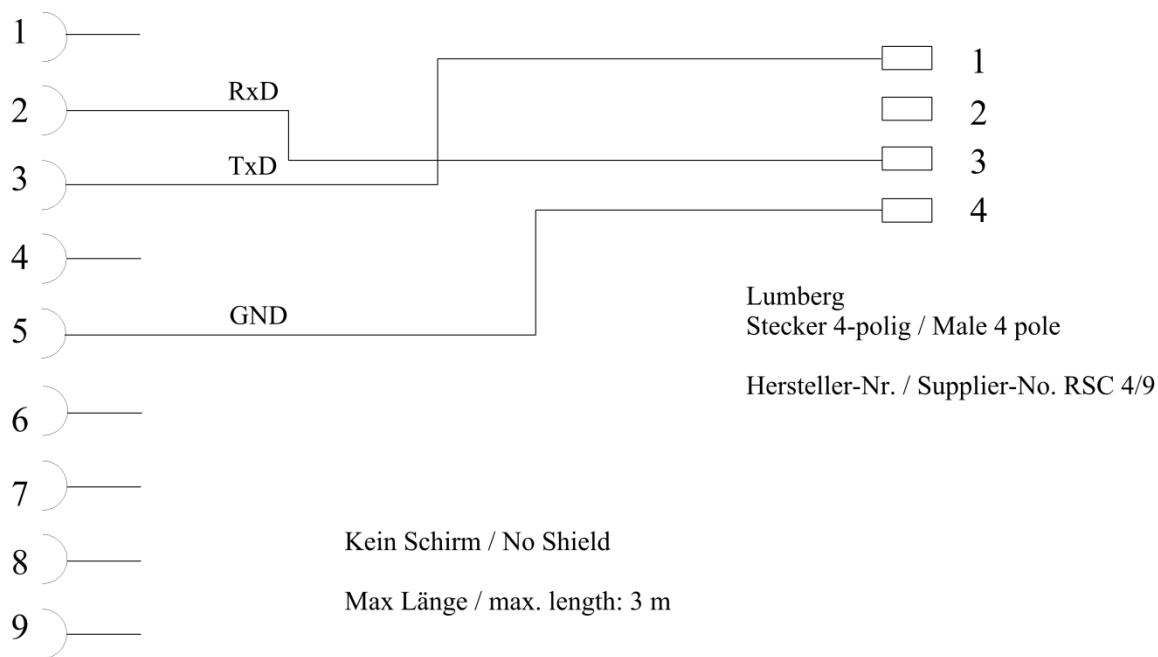 1
2
3
4
5
6
7
8
9
RxD
TxD
GND
1
2
3
4
Lumberg
Stecker 4-polig / Male 4 pole
Hersteller-Nr. / Supplier-No. RSC 4/9
Kein Schirm / No Shield
Max Länge / max. length: 3 m